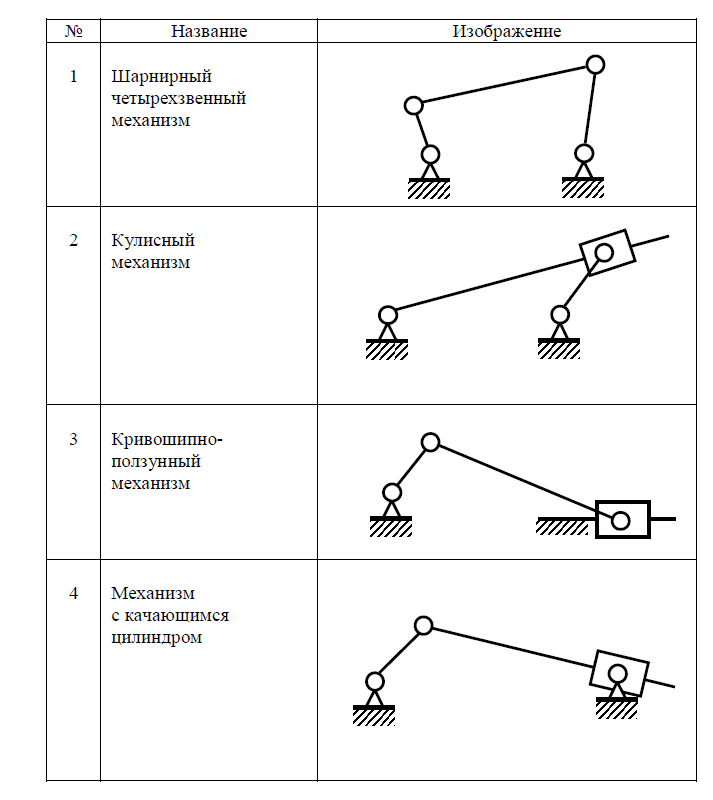 № Название Изображение
1 Шарнирный
четырехзвенный
механизм
2 Кулисный
механизм
3 Кривошипно-
ползунный
механизм
4 Механизм
с качающимся
цилиндром